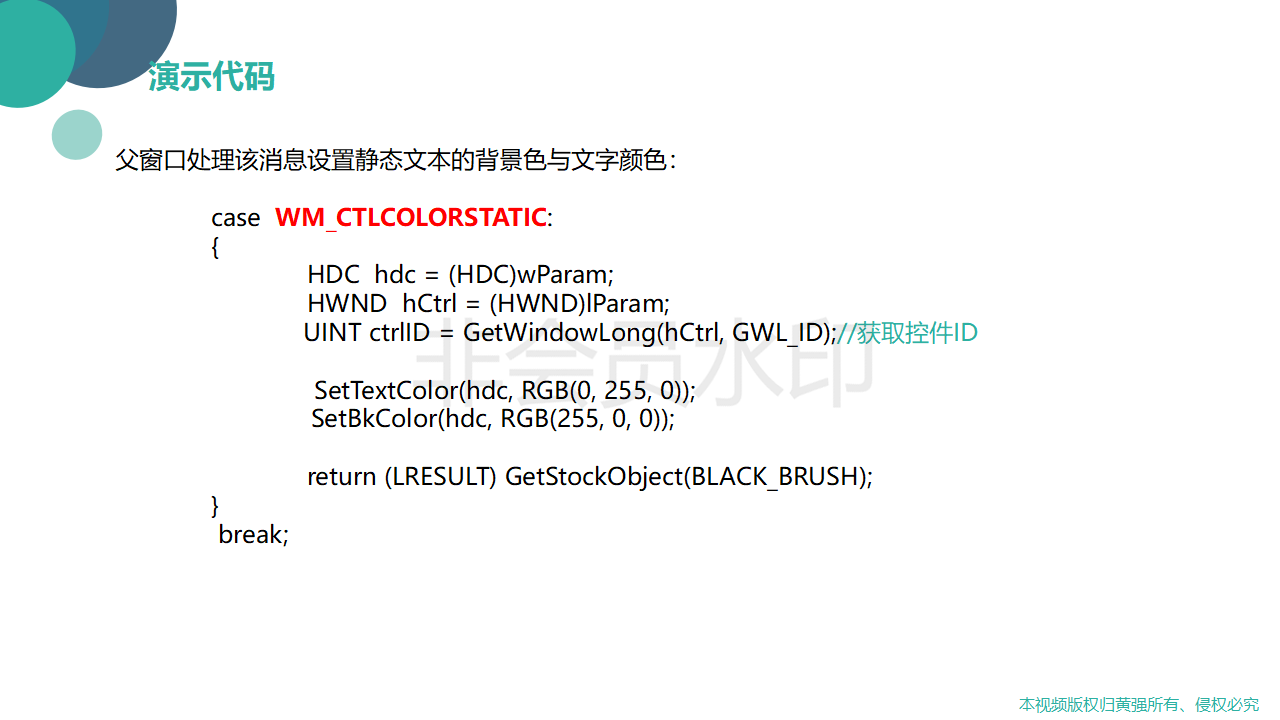 演示代码
父窗口处理该消息设置静态文本的背景色与文字颜色：
case WM_CTLCOLORSTATIC:
{
HDC hdc = (HDC)wParam;
HWND hCtrl = (HWND)lParam;
UINT ctrlID = GetWindowLong(hCtrl, GWL_ID);//获取控件ID
非会员水印
SetTextColor(hdc, RGB(0, 255, 0));
SetBkColor(hdc, RGB(255, 0, 0));
return (LRESULT) GetStockObject(BLACK_BRUSH);
}
break;
本视频版权归黄强所有、侵权必究